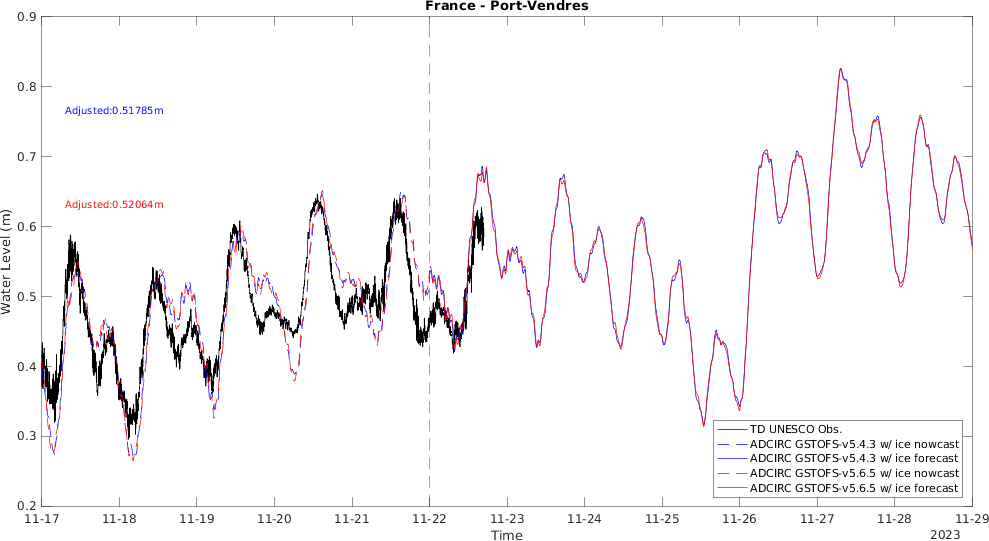 France - Port-Vendres
0.9
0.8
0.7
0.6
0.5
0.4
0.3
0.2
Water Level (m)
Adjusted:0.51785m
Adjusted:0.52064m
TD UNESCO Obs.
ADCIRC GSTOFS-v5.4.3 w/ ice nowcast
ADCIRC GSTOFS-v5.4.3 w/ ice forecast
ADCIRC GSTOFS-v5.6.5 w/ ice nowcast
ADCIRC GSTOFS-v5.6.5 w/ ice forecast
11-17 11-18 11-19 11-20 11-21 11-22 11-23 11-24 11-25 11-26 11-27 11-28 11-29
Time
2023